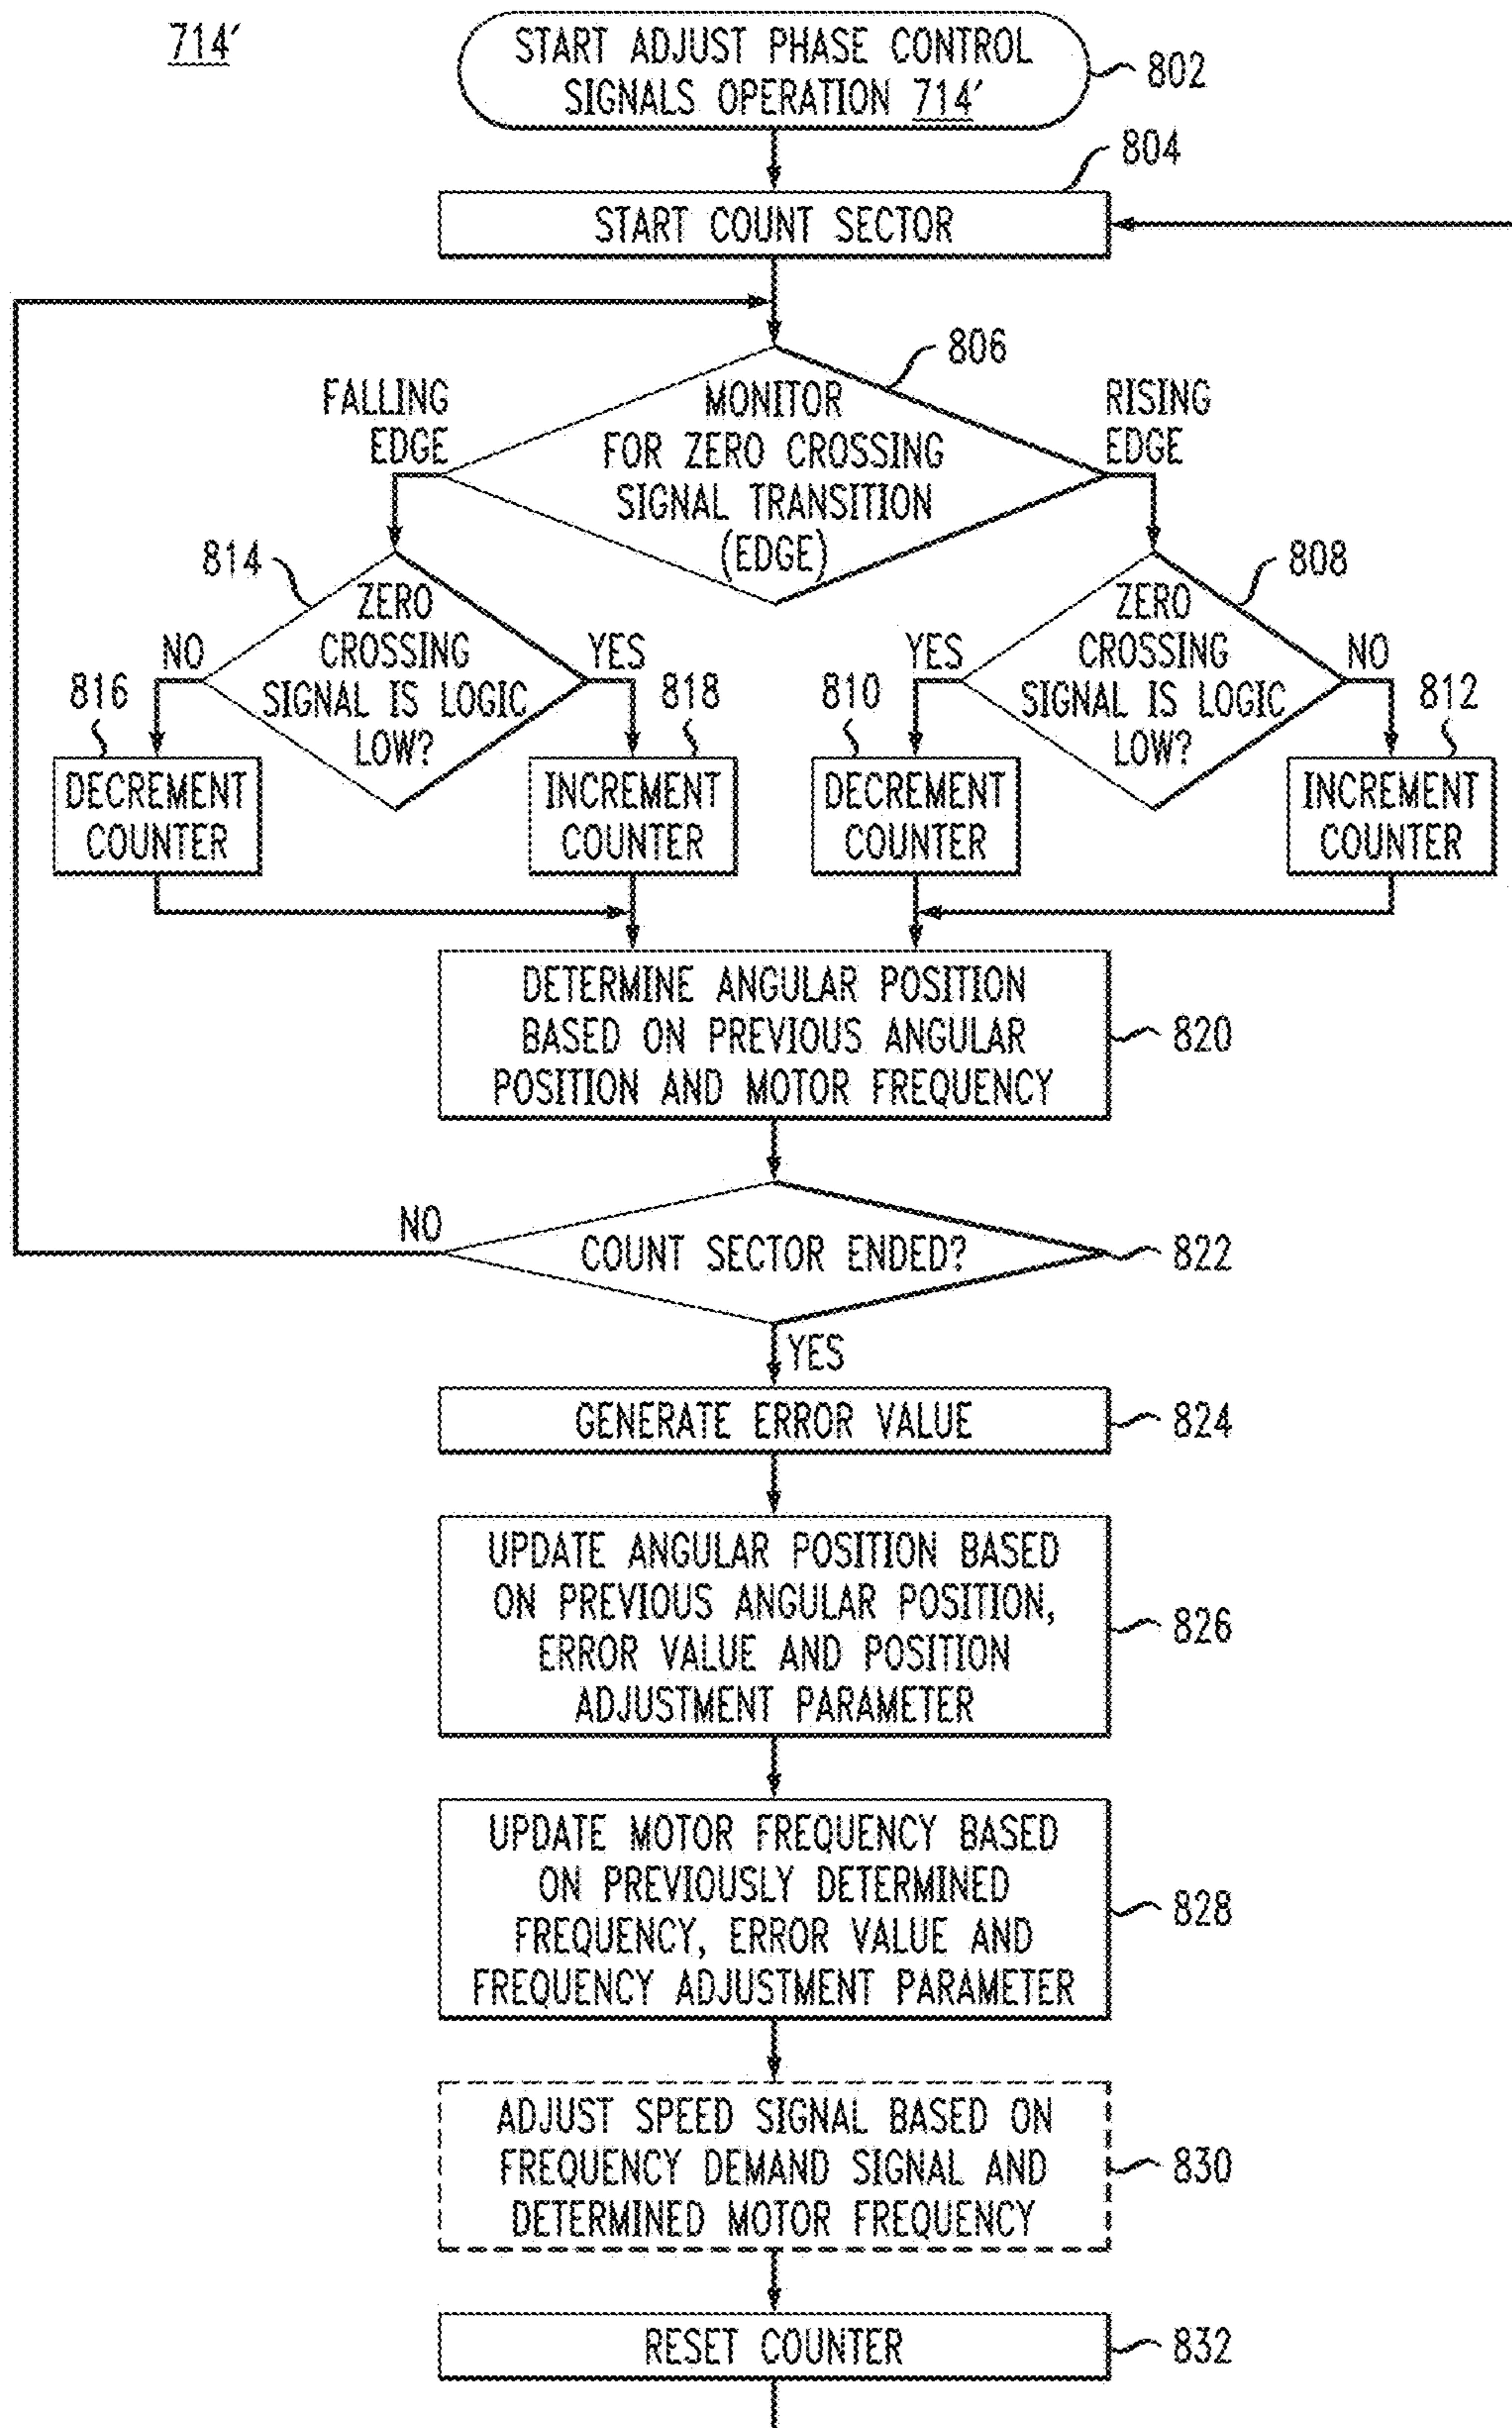 714′
START ADJUST PHASE CONTROL
SIGNALS OPERATION 714′
802
804
START COUNT SECTOR
806
FALLING
EDGE
MONITOR
FOR ZERO CROSSING
SIGNAL TRANSITION
(EDGE)
RISING
EDGE
814
ZERO
CROSSING
SIGNAL IS LOGIC
LOW?
NO
YES
808
ZERO
CROSSING
SIGNAL IS LOGIC
LOW?
YES
NO
816
DECREMENT
COUNTER
818
INCREMENT
COUNTER
810
DECREMENT
COUNTER
812
INCREMENT
COUNTER
DETERMINE ANGULAR POSITION
BASED ON PREVIOUS ANGULAR
POSITION AND MOTOR FREQUENCY
820
NO
COUNT SECTOR ENDED?
822
YES
GENERATE ERROR VALUE
824
UPDATE ANGULAR POSITION BASED
ON PREVIOUS ANGULAR POSITION,
ERROR VALUE AND POSITION
ADJUSTMENT PARAMETER
826
UPDATE MOTOR FREQUENCY BASED
ON PREVIOUSLY DETERMINED
FREQUENCY, ERROR VALUE AND
FREQUENCY ADJUSTMENT PARAMETER
828
ADJUST SPEED SIGNAL BASED ON
FREQUENCY DEMAND SIGNAL AND
DETERMINED MOTOR FREQUENCY
830
RESET COUNTER
832